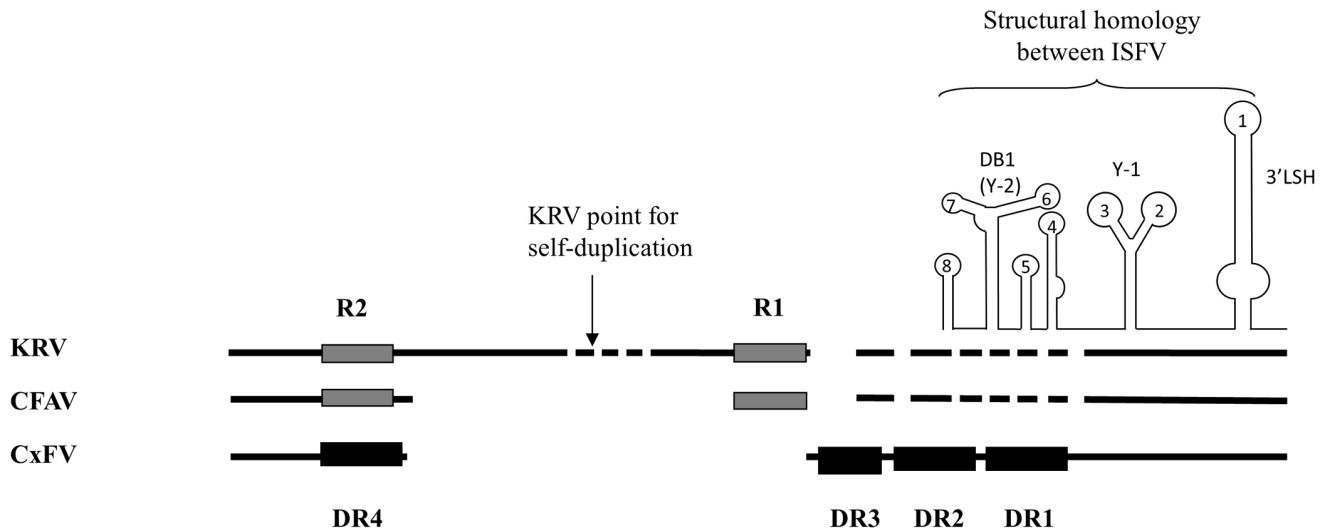 Structural homology
between ISFV
1
DB1
(Y-2)
Y-1
3'LSH
7
6
3
2
4
KRV point for
self-duplication
8
5
R2
R1
KRV
CFAV
CxFV
DR4
DR3
DR2
DR1